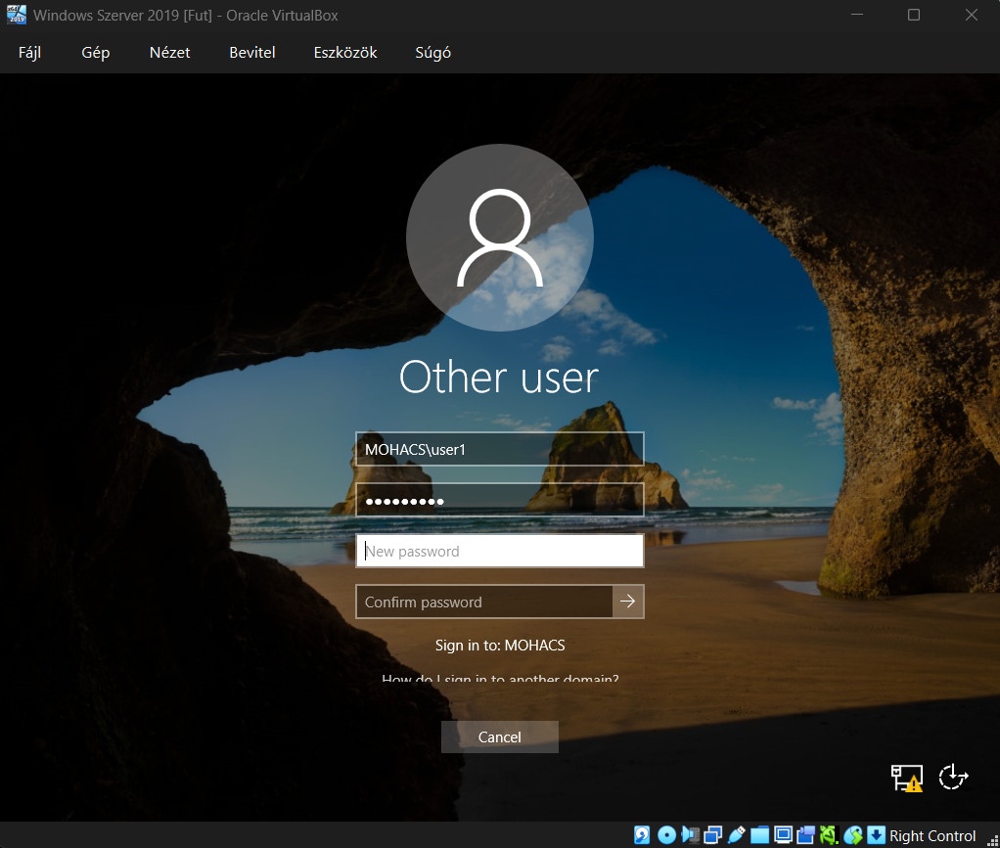 Windows Szerver 2019 [Fut] - Oracle VirtualBox
Fájl Gép Nézet Bevitel Eszközök Súgó
Other user
MOHACS\user1
New password
Confirm password
Sign in to: MOHACS
How do I sign in to another domain?
Cancel
Right Control